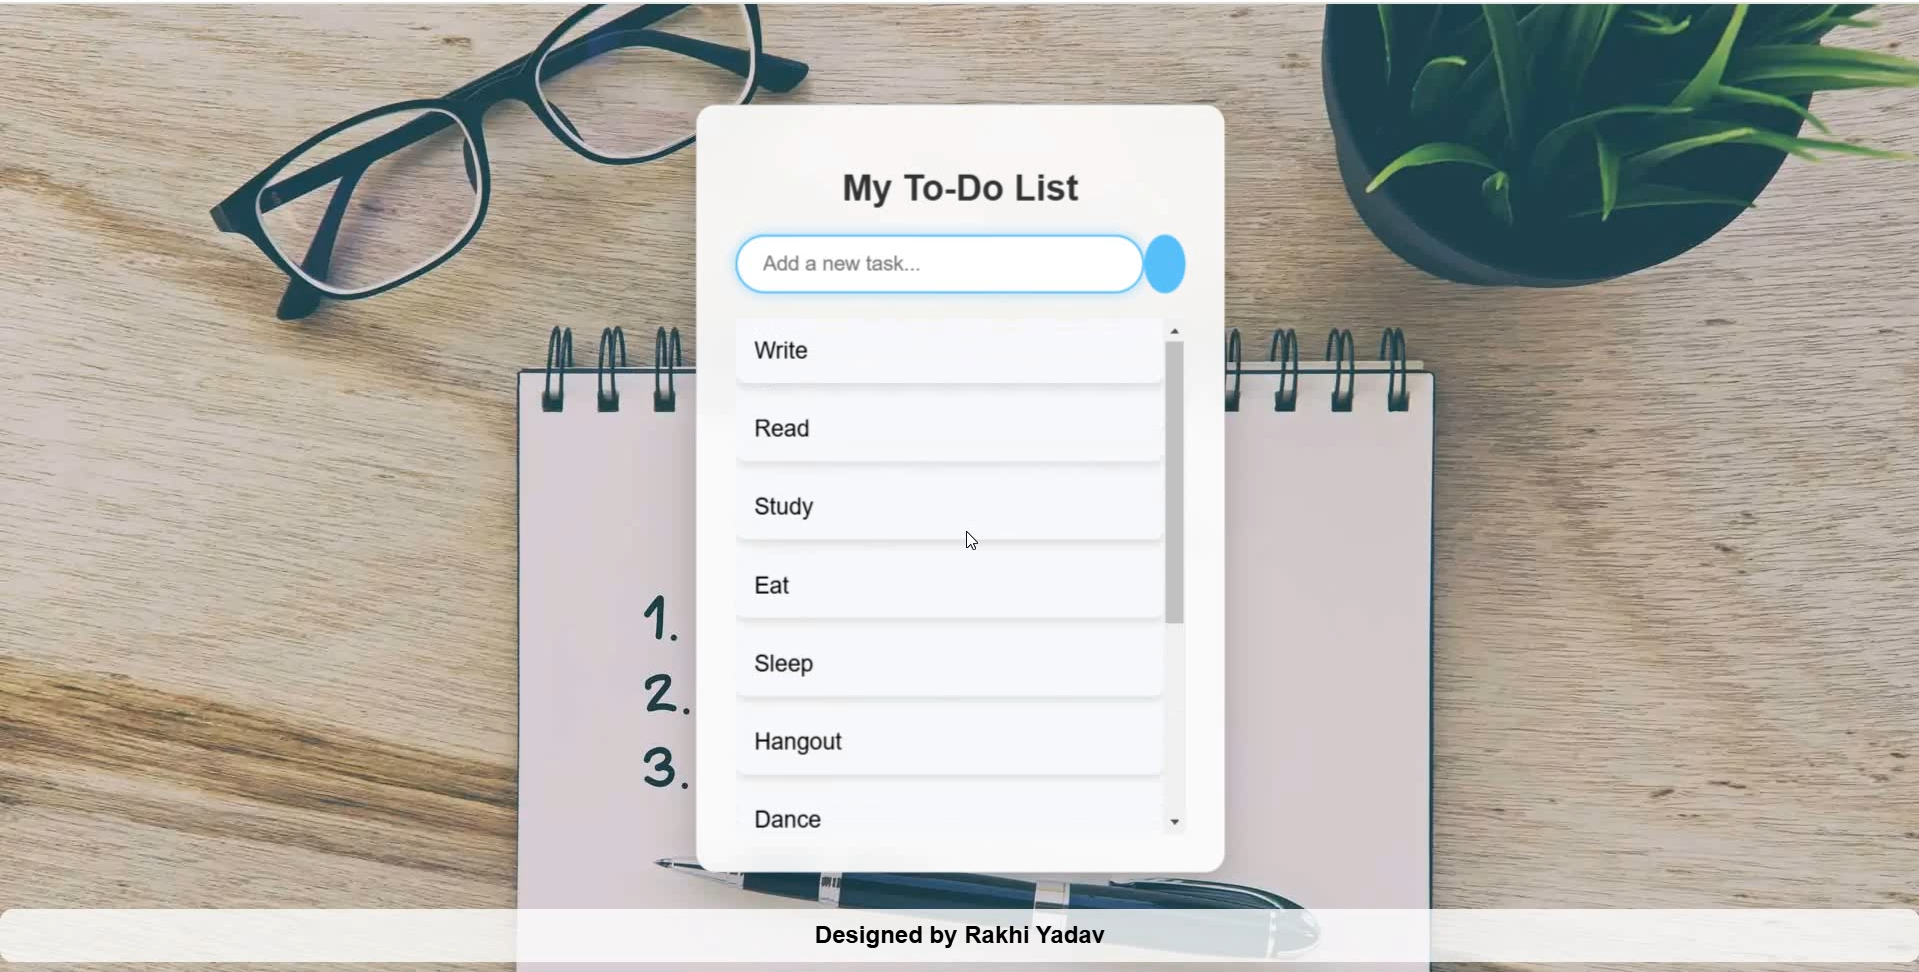 My To-Do List
Add a new task...
Write
Read
Study
Eat
Sleep
Hangout
Dance
1.
2.
3.
Designed by Rakhi Yadav